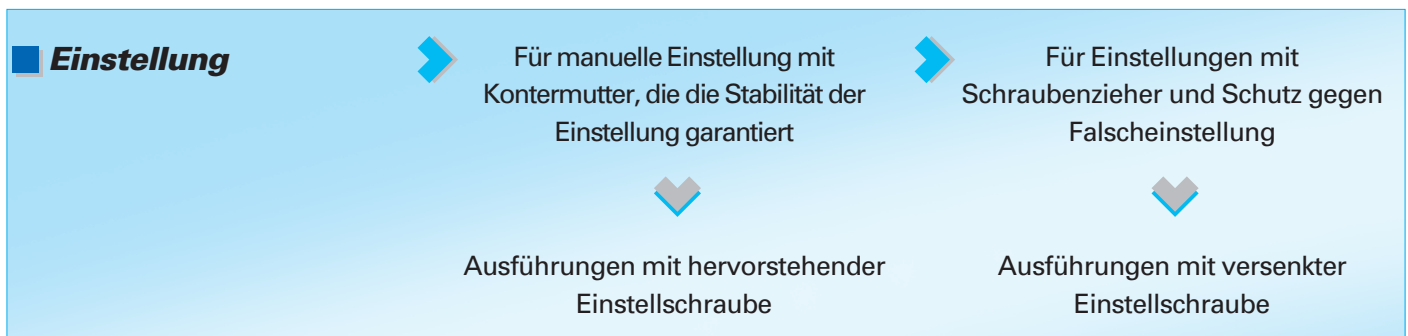 Einstellung
Für manuelle Einstellung mit
Kontermutter, die die Stabilität der
Einstellung garantiert
Für Einstellungen mit
Schraubenzieher und Schutz gegen
Falscheinstellung
Ausführungen mit hervorstehender
Einstellschraube
Ausführungen mit versenkter
Einstellschraube